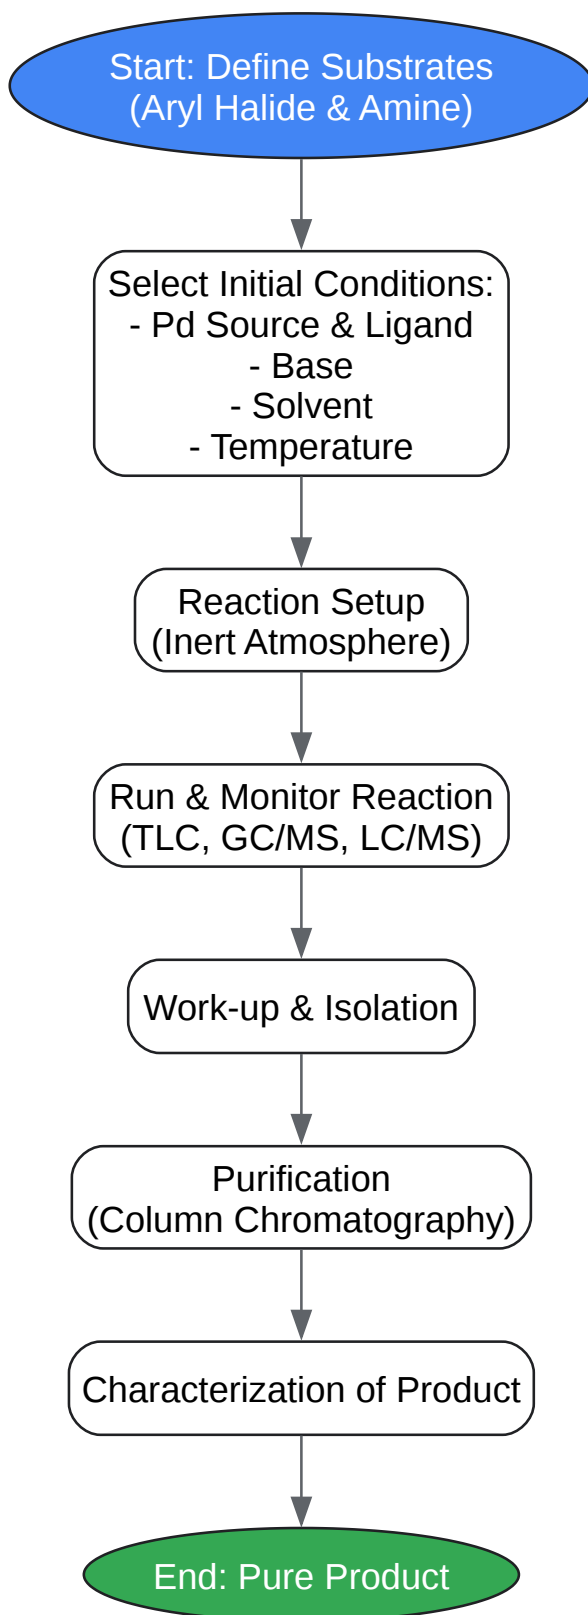 Start: Define Substrates
(Aryl Halide & Amine)
Select Initial Conditions:
- Pd Source & Ligand
- Base
- Solvent
- Temperature
Reaction Setup
(Inert Atmosphere)
Run & Monitor Reaction
(TLC, GC/MS, LC/MS)
Work-up & Isolation
Purification
(Column Chromatography)
Characterization of Product
End: Pure Product